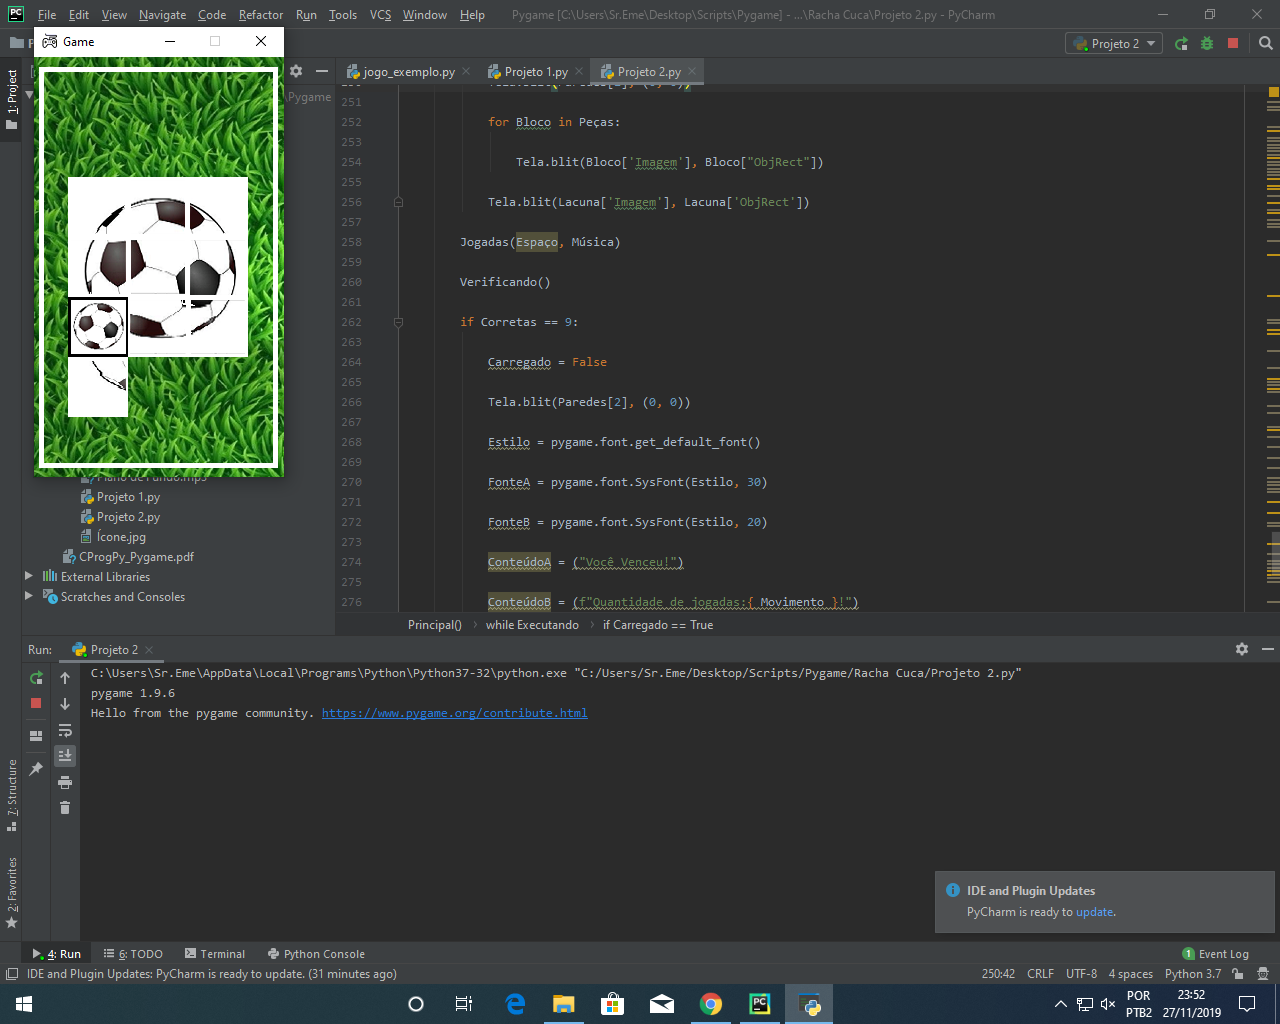 File Edit View Navigate Code Refactor Run Tools VCS Window Help Pygame [C:\Users\Sr.Eme\Desktop\Scripts\Pygame] - ...\Racha Cuca\Projeto 2.py - PyCharm
Game
Projeto 2
jogo_exemplo.py
Projeto 1.py
Projeto 2.py
1: Project
\Pygame
251
252 for Bloco in Peças:
253
254 Tela.blit(Bloco['Imagem'], Bloco["ObjRect"])
255
256 Tela.blit(Lacuna['Imagem'], Lacuna['ObjRect'])
257
258 Jogadas(Espaço, Música)
259
260 Verificando()
261
262 if Corretas == 9:
263
264 Carregado = False
265
266 Tela.blit(Paredes[2], (0, 0))
267
268 Estilo = pygame.font.get_default_font()
269
270 FonteA = pygame.font.SysFont(Estilo, 30)
271
272 FonteB = pygame.font.SysFont(Estilo, 20)
273
274 ConteúdoA = ("Você Venceu!")
275
276 ConteúdoB = (f"Quantidade de jogadas:{ Movimento }!")
Plano de Fundo.mp3
Projeto 1.py
Projeto 2.py
Ícone.jpg
CProgPy_Pygame.pdf
External Libraries
Scratches and Consoles
Principal() › while Executando › if Carregado == True
Run: Projeto 2
C:\Users\Sr.Eme\AppData\Local\Programs\Python\Python37-32\python.exe "C:/Users/Sr.Eme/Desktop/Scripts/Pygame/Racha Cuca/Projeto 2.py"
pygame 1.9.6
Hello from the pygame community. https://www.pygame.org/contribute.html
7: Structure
2: Favorites
IDE and Plugin Updates
PyCharm is ready to update.
4: Run 6: TODO Terminal Python Console 1 Event Log
IDE and Plugin Updates: PyCharm is ready to update. (31 minutes ago) 250:42 CRLF UTF-8 4 spaces Python 3.7
POR
PTB2
23:52
27/11/2019